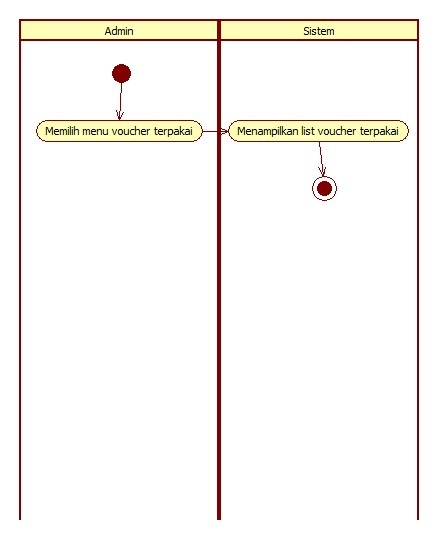 Admin
Sistem
Memilih menu voucher terpakai
Menampilkan list voucher terpakai